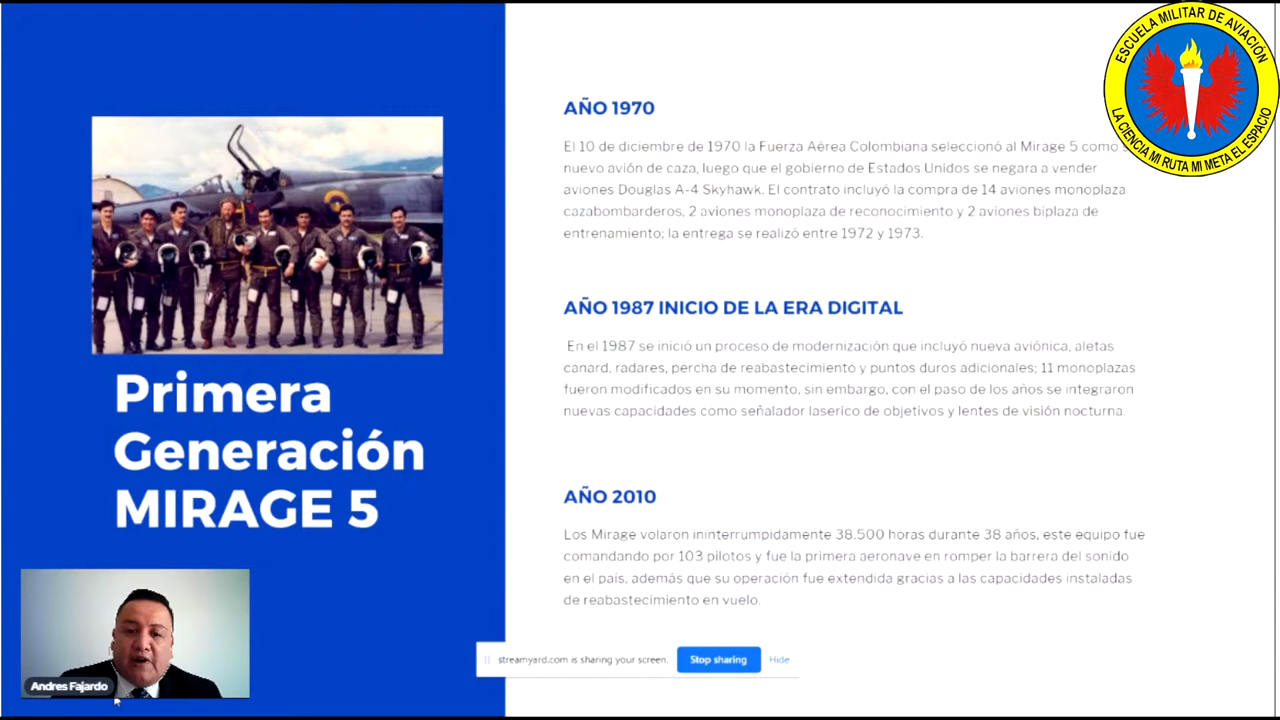 ESCUELA MILITAR DE AVIACIÓN
LA CIENCIA MI RUTA MI META EL ESPACIO
Primera
Generación
MIRAGE 5
Andres Fajardo
AÑO 1970
El 10 de diciembre de 1970 la Fuerza Aérea Colombiana seleccionó al Mirage 5 como
nuevo avión de caza, luego que el gobierno de Estados Unidos se negara a vender
aviones Douglas A-4 Skyhawk. El contrato incluyó la compra de 14 aviones monoplaza
cazabombarderos, 2 aviones monoplaza de reconocimiento y 2 aviones biplaza de
entrenamiento; la entrega se realizó entre 1972 y 1973.
AÑO 1987 INICIO DE LA ERA DIGITAL
En el 1987 se inició un proceso de modernización que incluyó nueva aviónica, aletas
canard, radares, percha de reabastecimiento y puntos duros adicionales; 11 monoplazas
fueron modificados en su momento, sin embargo, con el paso de los años se integraron
nuevas capacidades como señalador laserico de objetivos y lentes de visión nocturna.
AÑO 2010
Los Mirage volaron ininterrumpidamente 38.500 horas durante 38 años, este equipo fue
comandando por 103 pilotos y fue la primera aeronave en romper la barrera del sonido
en el país, además que su operación fue extendida gracias a las capacidades instaladas
de reabastecimiento en vuelo.
streamyard.com is sharing your screen.
Stop sharing
Hide